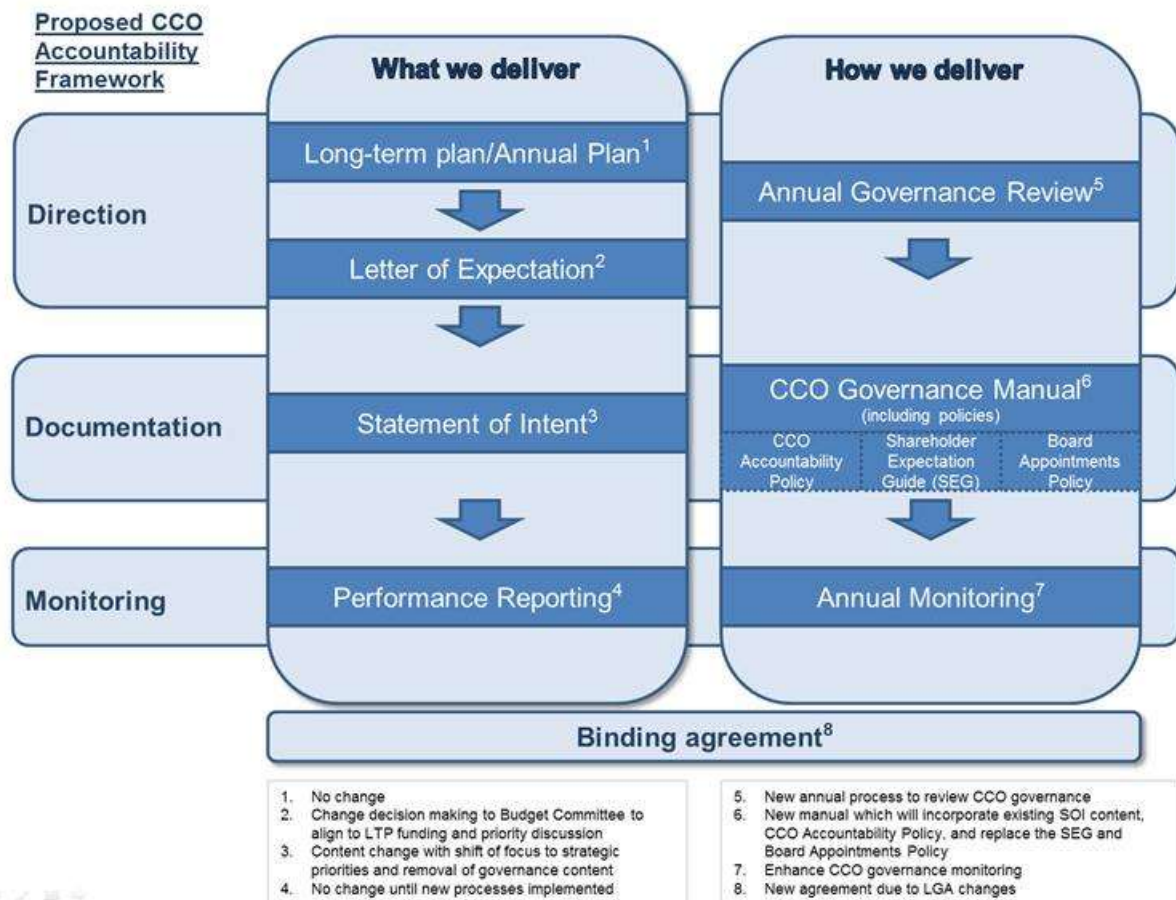 Proposed CCO
Accountability
Framework
What we deliver
How we deliver
Direction
Long-term plan/Annual Plan1
Letter of Expectation2
Annual Governance Review5
Documentation
Statement of Intent3
CCO Governance Manual6
(including policies)
CCO
Accountability
Policy
Shareholder
Expectation
Guide (SEG)
Board
Appointments
Policy
Monitoring
Performance Reporting4
Annual Monitoring7
Binding agreement8
1. No change
2. Change decision making to Budget Committee to
align to LTP funding and priority discussion
3. Content change with shift of focus to strategic
priorities and removal of governance content
4. No change until new processes implemented
5. New annual process to review CCO governance
6. New manual which will incorporate existing SOI content,
CCO Accountability Policy, and replace the SEG and
Board Appointments Policy
7. Enhance CCO governance monitoring
8. New agreement due to LGA changes